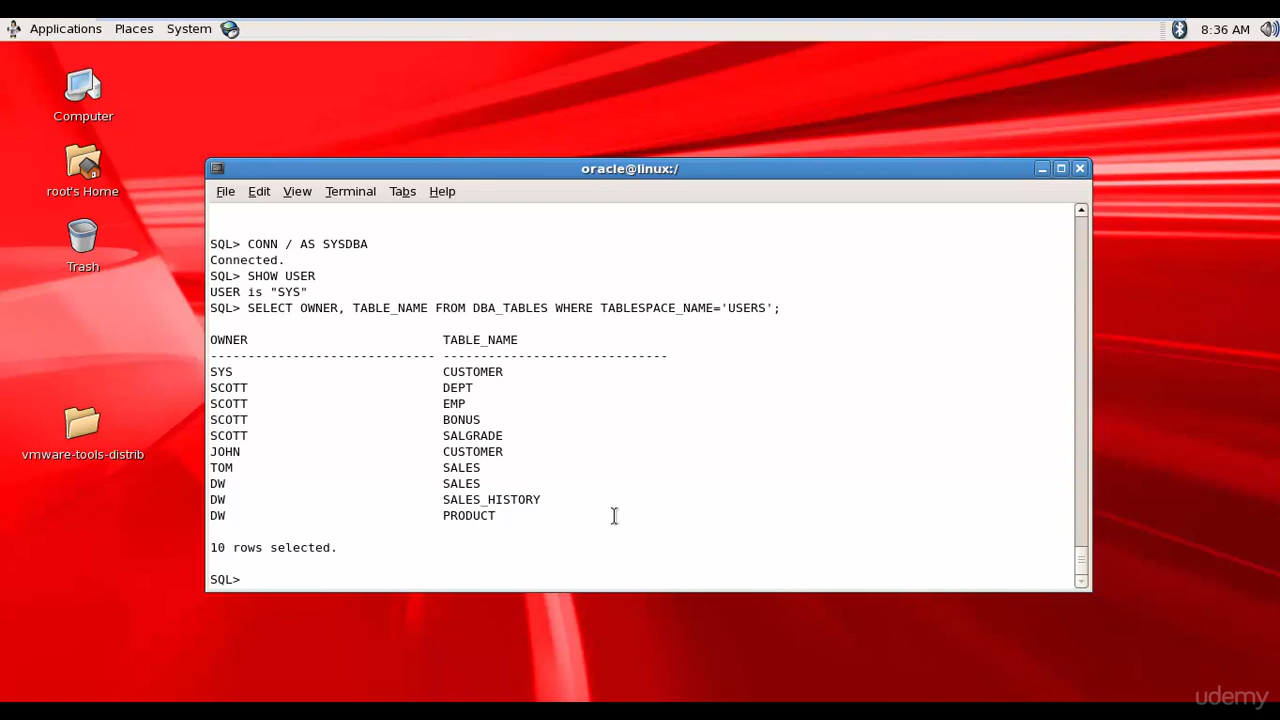 Applications Places System 8:36 AM
Computer
root's Home
Trash
vmware-tools-distrib
oracle@linux:/
File Edit View Terminal Tabs Help
SQL> CONN / AS SYSDBA
Connected.
SQL> SHOW USER
USER is "SYS"
SQL> SELECT OWNER, TABLE_NAME FROM DBA_TABLES WHERE TABLESPACE_NAME='USERS';
OWNER TABLE_NAME
------------------------------ ------------------------------
SYS CUSTOMER
SCOTT DEPT
SCOTT EMP
SCOTT BONUS
SCOTT SALGRADE
JOHN CUSTOMER
TOM SALES
DW SALES
DW SALES_HISTORY
DW PRODUCT
10 rows selected.
SQL>
udemy